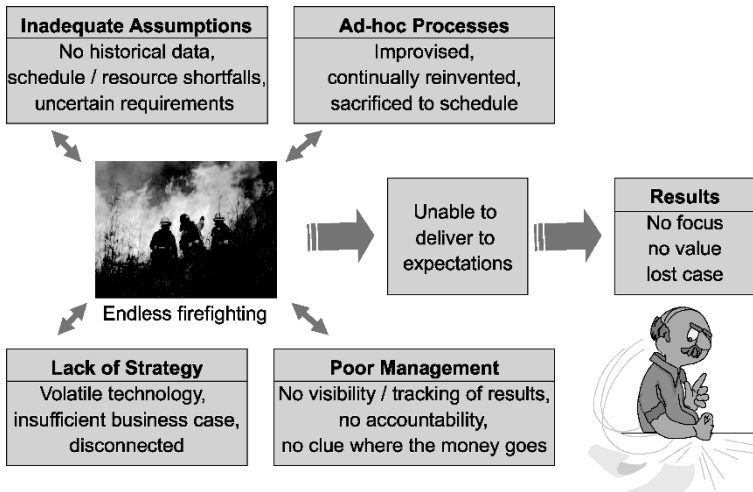 Inadequate Assumptions
No historical data,
schedule / resource shortfalls,
uncertain requirements
Ad-hoc Processes
Improvised,
continually reinvented,
sacrificed to schedule
Endless firefighting
Unable to
deliver to
expectations
Results
No focus
no value
lost case
Lack of Strategy
Volatile technology,
insufficient business case,
disconnected
Poor Management
No visibility / tracking of results,
no accountability,
no clue where the money goes